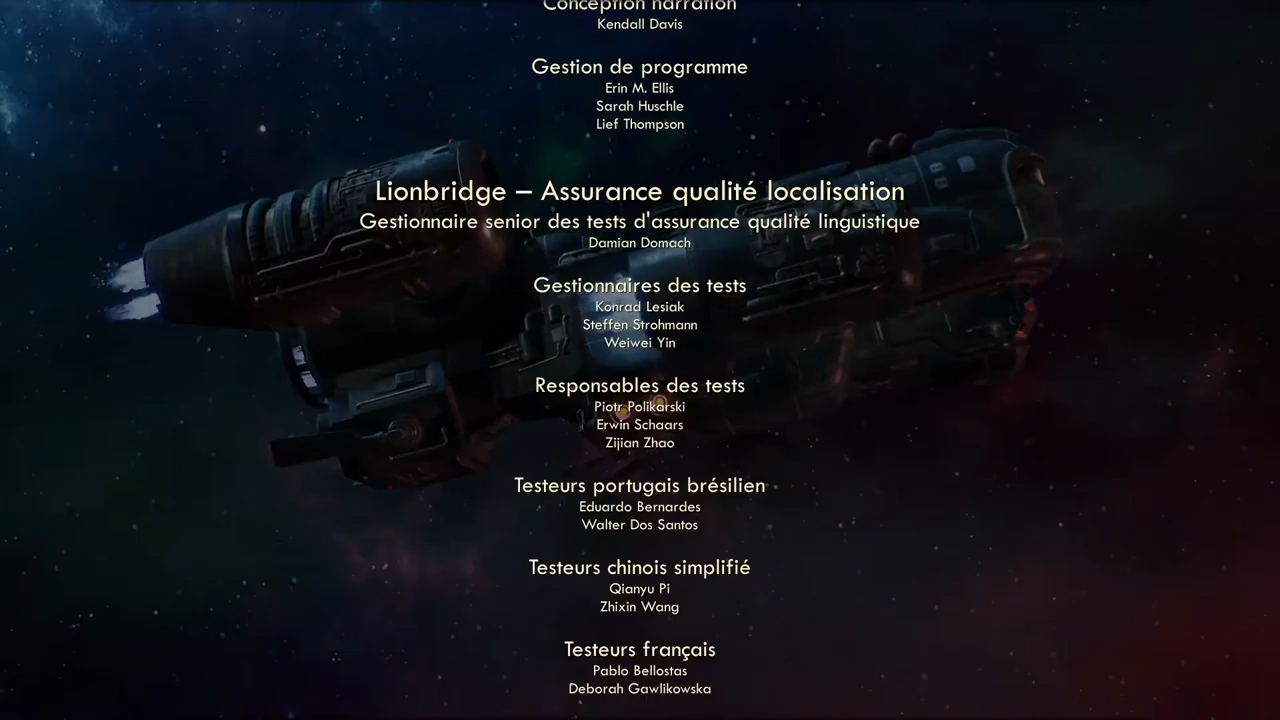 Conception narration
Kendall Davis
Gestion de programme
Erin M. Ellis
Sarah Huschle
Lief Thompson
Lionbridge – Assurance qualité localisation
Gestionnaire senior des tests d'assurance qualité linguistique
Damian Domach
Gestionnaires des tests
Konrad Lesiak
Steffen Strohmann
Weiwei Yin
Responsables des tests
Piotr Polikarski
Erwin Schaars
Zijian Zhao
Testeurs portugais brésilien
Eduardo Bernardes
Walter Dos Santos
Testeurs chinois simplifié
Qianyu Pi
Zhixin Wang
Testeurs français
Pablo Bellostas
Deborah Gawlikowska